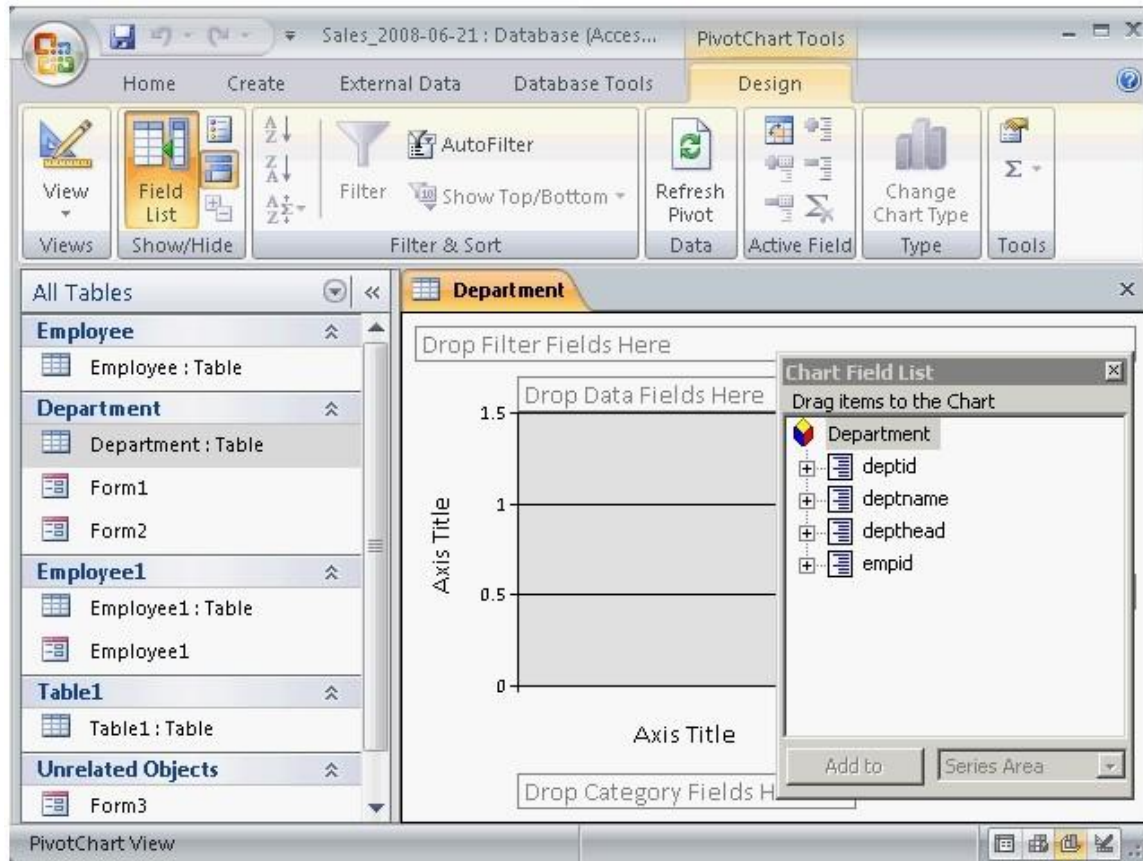 Sales_2008-06-21 : Database (Acces...
PivotChart Tools
Home
Create
External Data
Database Tools
Design
View
Field List
Filter
AutoFilter
Show Top/Bottom
Refresh Pivot
Change Chart Type
Views
Show/Hide
Filter & Sort
Data
Active Field
Type
Tools
All Tables
Employee
Employee : Table
Department
Department : Table
Form1
Form2
Employee1
Employee1 : Table
Employee1
Table1
Table1 : Table
Unrelated Objects
Form3
Department
Drop Filter Fields Here
Drop Data Fields Here
1.5
1
0.5
0
Axis Title
Axis Title
Drop Category Fields H
Chart Field List
Drag items to the Chart
Department
deptid
deptname
depthead
empid
Add to
Series Area
PivotChart View